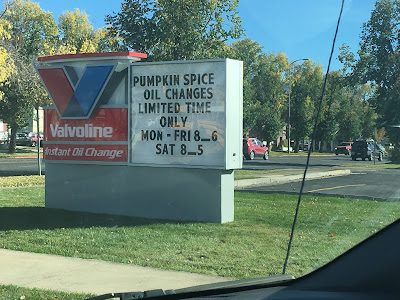 Valvoline
Instant Oil Change
PUMPKIN SPICE
OIL CHANGES
LIMITED TIME
ONLY
MON - FRI 8_6
SAT 8_5